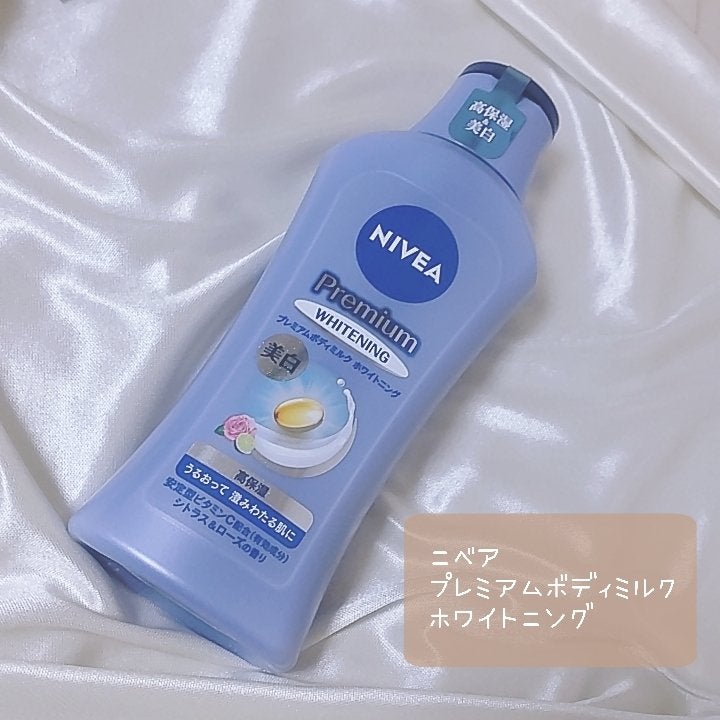 高保湿
&
美白
NIVEA
Premium
WHITENING
プレミアムボディミルク ホワイトニング
美白
高保湿
うるおって 澄みわたる肌に
安定型ビタミンC配合(有効成分)
シトラス&ローズの香り
ニベア
プレミアムボディミルク
ホワイトニング